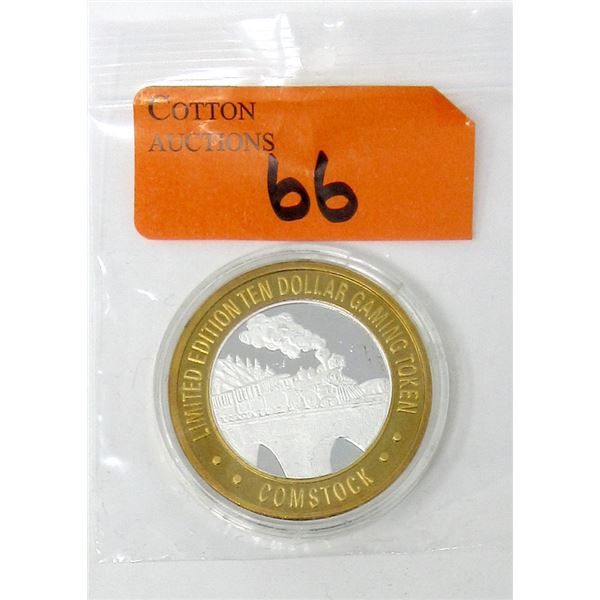 COTTON
AUCTIONS
66
LIMITED EDITION TEN DOLLAR GAMING TOKEN
COMSTOCK